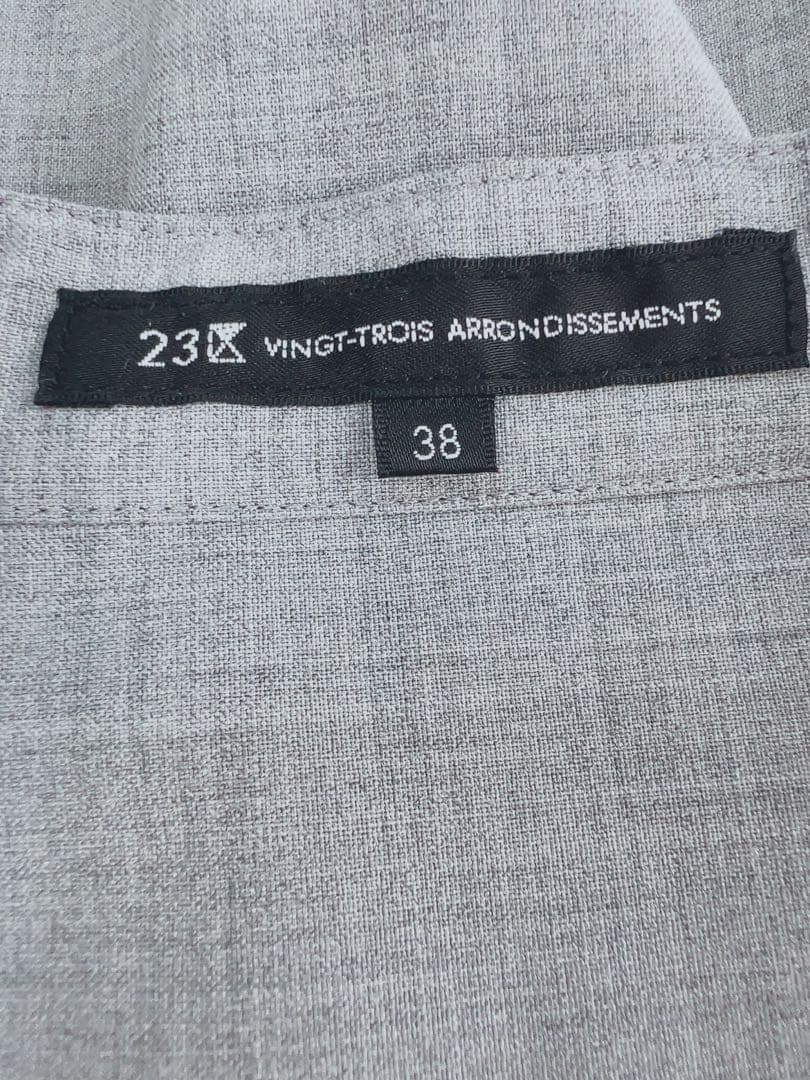 23区 VINGT-TROIS ARRONDISSEMENTS
38